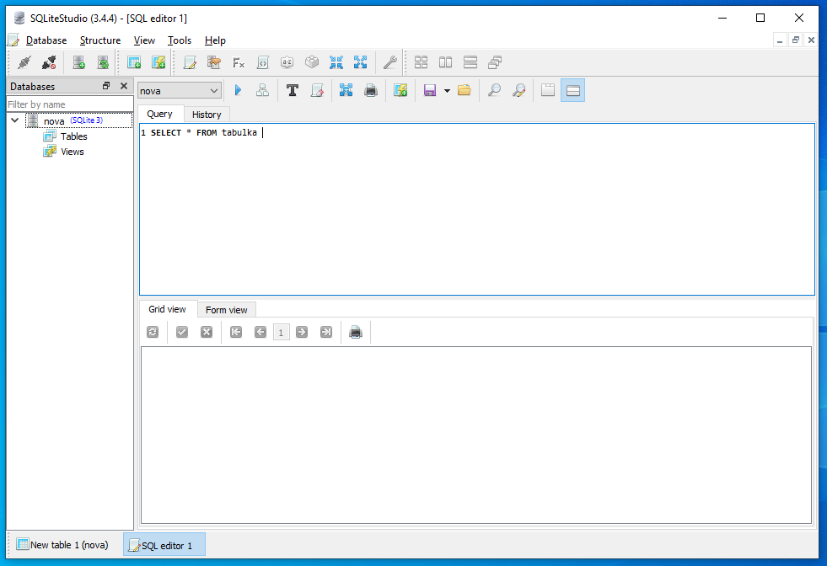 SQLiteStudio (3.4.4) - [SQL editor 1]
Database Structure View Tools Help
Databases
Filter by name
nova (SQLite 3)
Tables
Views
nova
Query History
1 SELECT * FROM tabulka
Grid view Form view
1
New table 1 (nova) SQL editor 1